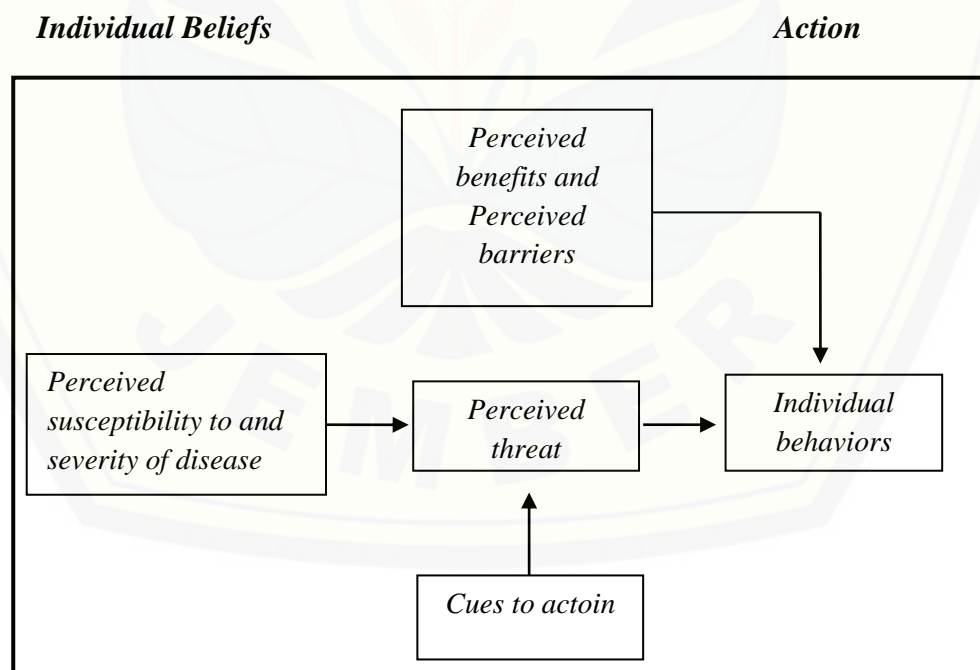 Individual Beliefs
Action
Perceived
benefits and
Perceived
barriers
Perceived
susceptibility to and
severity of disease
Perceived
threat
Individual
behaviors
Cues to actoin
JEMBER